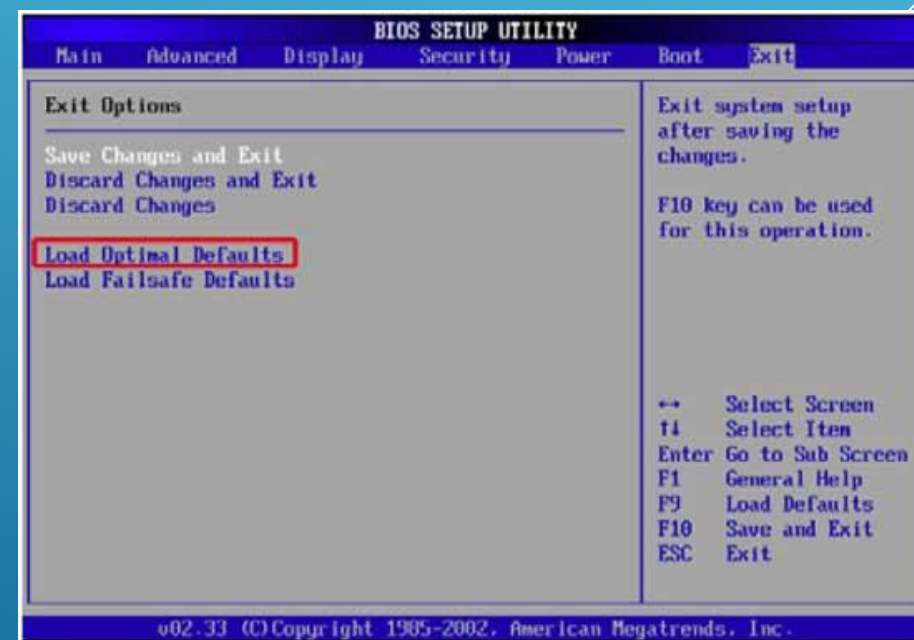 BIOS SETUP UTILITY
Main Advanced Display Security Power Boot Exit
Exit Options
Save Changes and Exit
Discard Changes and Exit
Discard Changes
Load Optimal Defaults
Load Failsafe Defaults
Exit system setup
after saving the
changes.
F10 key can be used
for this operation.
↔ Select Screen
↑↓ Select Item
Enter Go to Sub Screen
F1 General Help
F9 Load Defaults
F10 Save and Exit
ESC Exit
v02.33 (C)Copyright 1985-2002, American Megatrends, Inc.